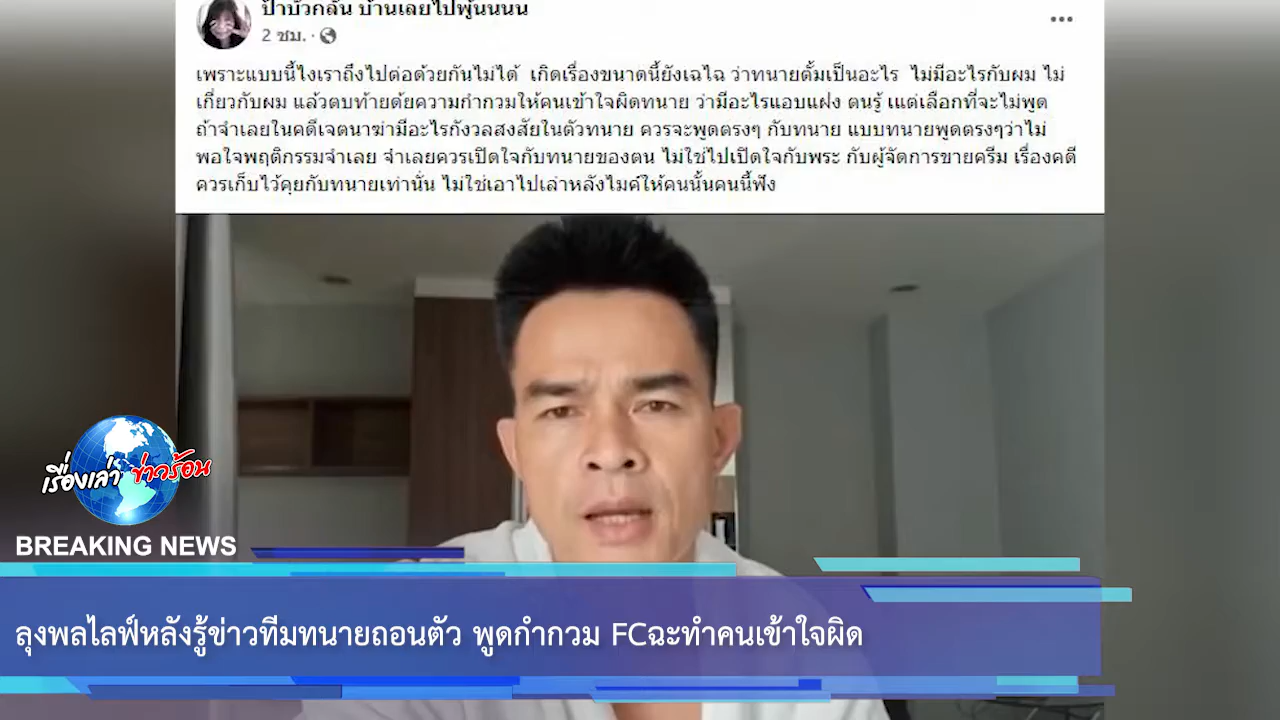 ป้าบัวกลั้น บ้านเลยไปพู้นนนน
2 ชม.
เพราะแบบนี้ไงเราถึงไปต่อด้วยกันไม่ได้ เกิดเรื่องขนาดนี้ยังเฉไฉ ว่าทนายตั้มเป็นอะไร ไม่มีอะไรกับผม ไม่
เกี่ยวกับผม แล้วตบท้ายด้ยความกำกวมให้คนเข้าใจผิดทนาย ว่ามีอะไรแอบแฝง ตนรู้ แต่เลือกที่จะไม่พูด
ถ้าจำเลยในคดีเจตนาฆ่ามีอะไรกังวลสงสัยในตัวทนาย ควรจะพูดตรงๆ กับทนาย แบบทนายพูดตรงๆว่าไม่
พอใจพฤติกรรมจำเลย จำเลยควรเปิดใจกับทนายของตน ไม่ใช่ไปเปิดใจกับพระ กับผู้จัดการขายครีม เรื่องคดี
ควรเก็บไว้คุยกับทนายเท่านั้น ไม่ใช่เอาไปเล่าหลังไมค์ให้คนนั้นคนนี้ฟัง
เรื่องเล่า ข่าวร้อน
BREAKING NEWS
ลุงพลไลฟ์หลังรู้ข่าวทีมทนายถอนตัว พูดกำกวม FCฉะทำคนเข้าใจผิด